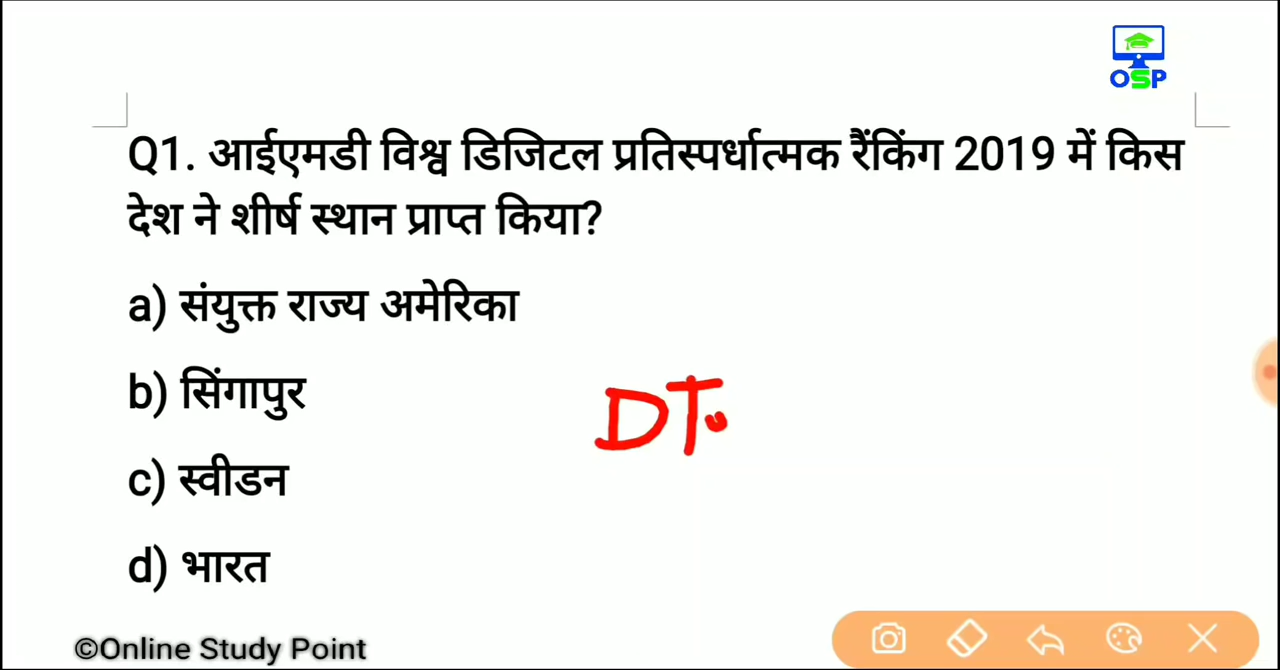 OSP
Q1. आईएमडी विश्व डिजिटल प्रतिस्पर्धात्मक रैंकिंग 2019 में किस
देश ने शीर्ष स्थान प्राप्त किया?
a) संयुक्त राज्य अमेरिका
b) सिंगापुर
DT
c) स्वीडन
d) भारत
©Online Study Point